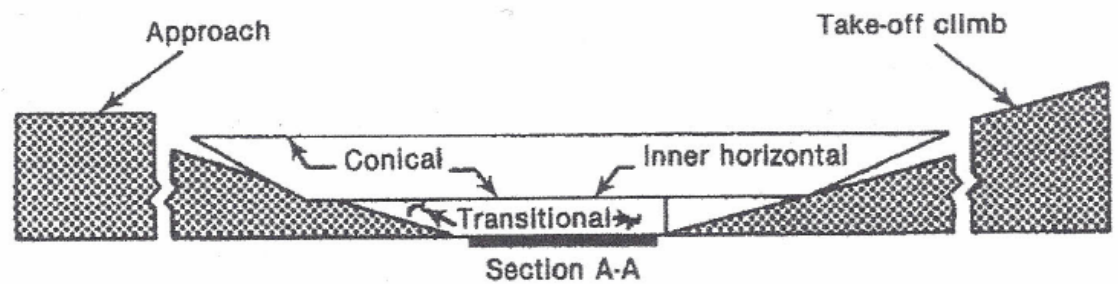 Approach
Take-off climb
Conical
Inner horizontal
Transitional
Section A-A